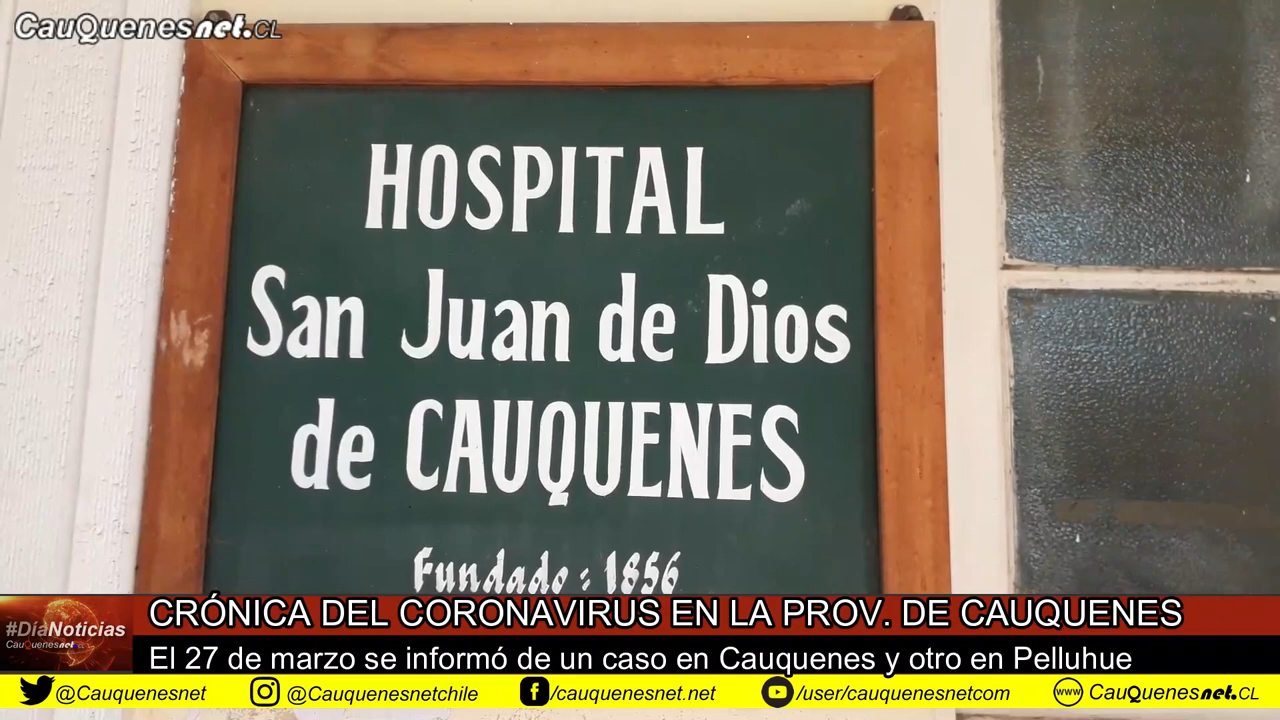 CauQuenesnet.CL
HOSPITAL
San Juan de Dios
de CAUQUENES
Fundado : 1856
CRÓNICA DEL CORONAVIRUS EN LA PROV. DE CAUQUENES
#DíaNoticias
CauQuenesnet.CL
El 27 de marzo se informó de un caso en Cauquenes y otro en Pelluhue
@Cauquenesnet @Cauquenesnetchile /cauquenesnet.net /user/cauquenesnetcom www CauQuenesnet.CL